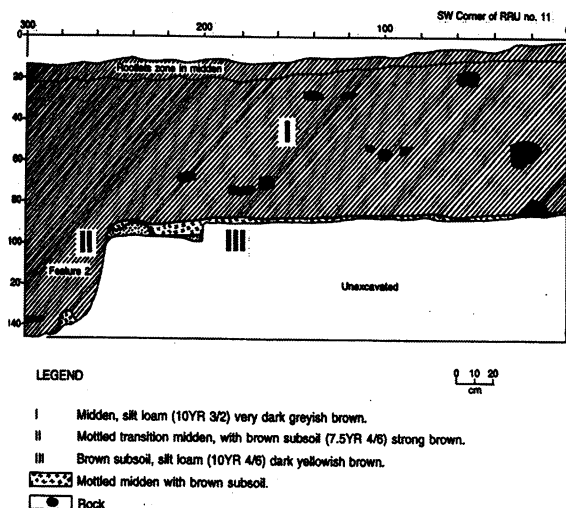 SW Corner of RRU no. 11
300 200 100
0
Rootlets zone in midden
20
40
I
60
80
100
II III
Feature 2
20
Unexcavated
140
LEGEND
0 10 20
cm
I Midden, silt loam (10YR 3/2) very dark greyish brown.
II Mottled transition midden, with brown subsoil (7.5YR 4/6) strong brown.
III Brown subsoil, silt loam (10YR 4/6) dark yellowish brown.
Mottled midden with brown subsoil.
Rock